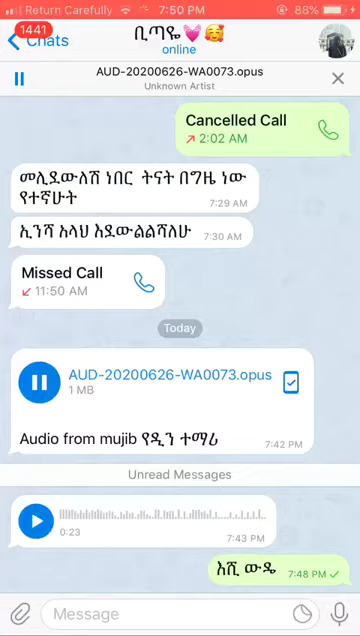 Return Carefully 7:50 PM 88%
1441
Chats
ቢጣዬ💓🥰
online
AUD-20200626-WA0073.opus
Unknown Artist
Cancelled Call
2:02 AM
መሊደውለሽ ነበር ትናት በግዜ ነው
የተኛሁት
7:29 AM
ኢንሻ አላህ እደውልልሻለሁ
7:30 AM
Missed Call
11:50 AM
Today
AUD-20200626-WA0073.opus
1 MB
Audio from mujib የዲን ተማሪ
7:42 PM
Unread Messages
0:23
7:43 PM
እሺ ውዴ
7:48 PM
Message